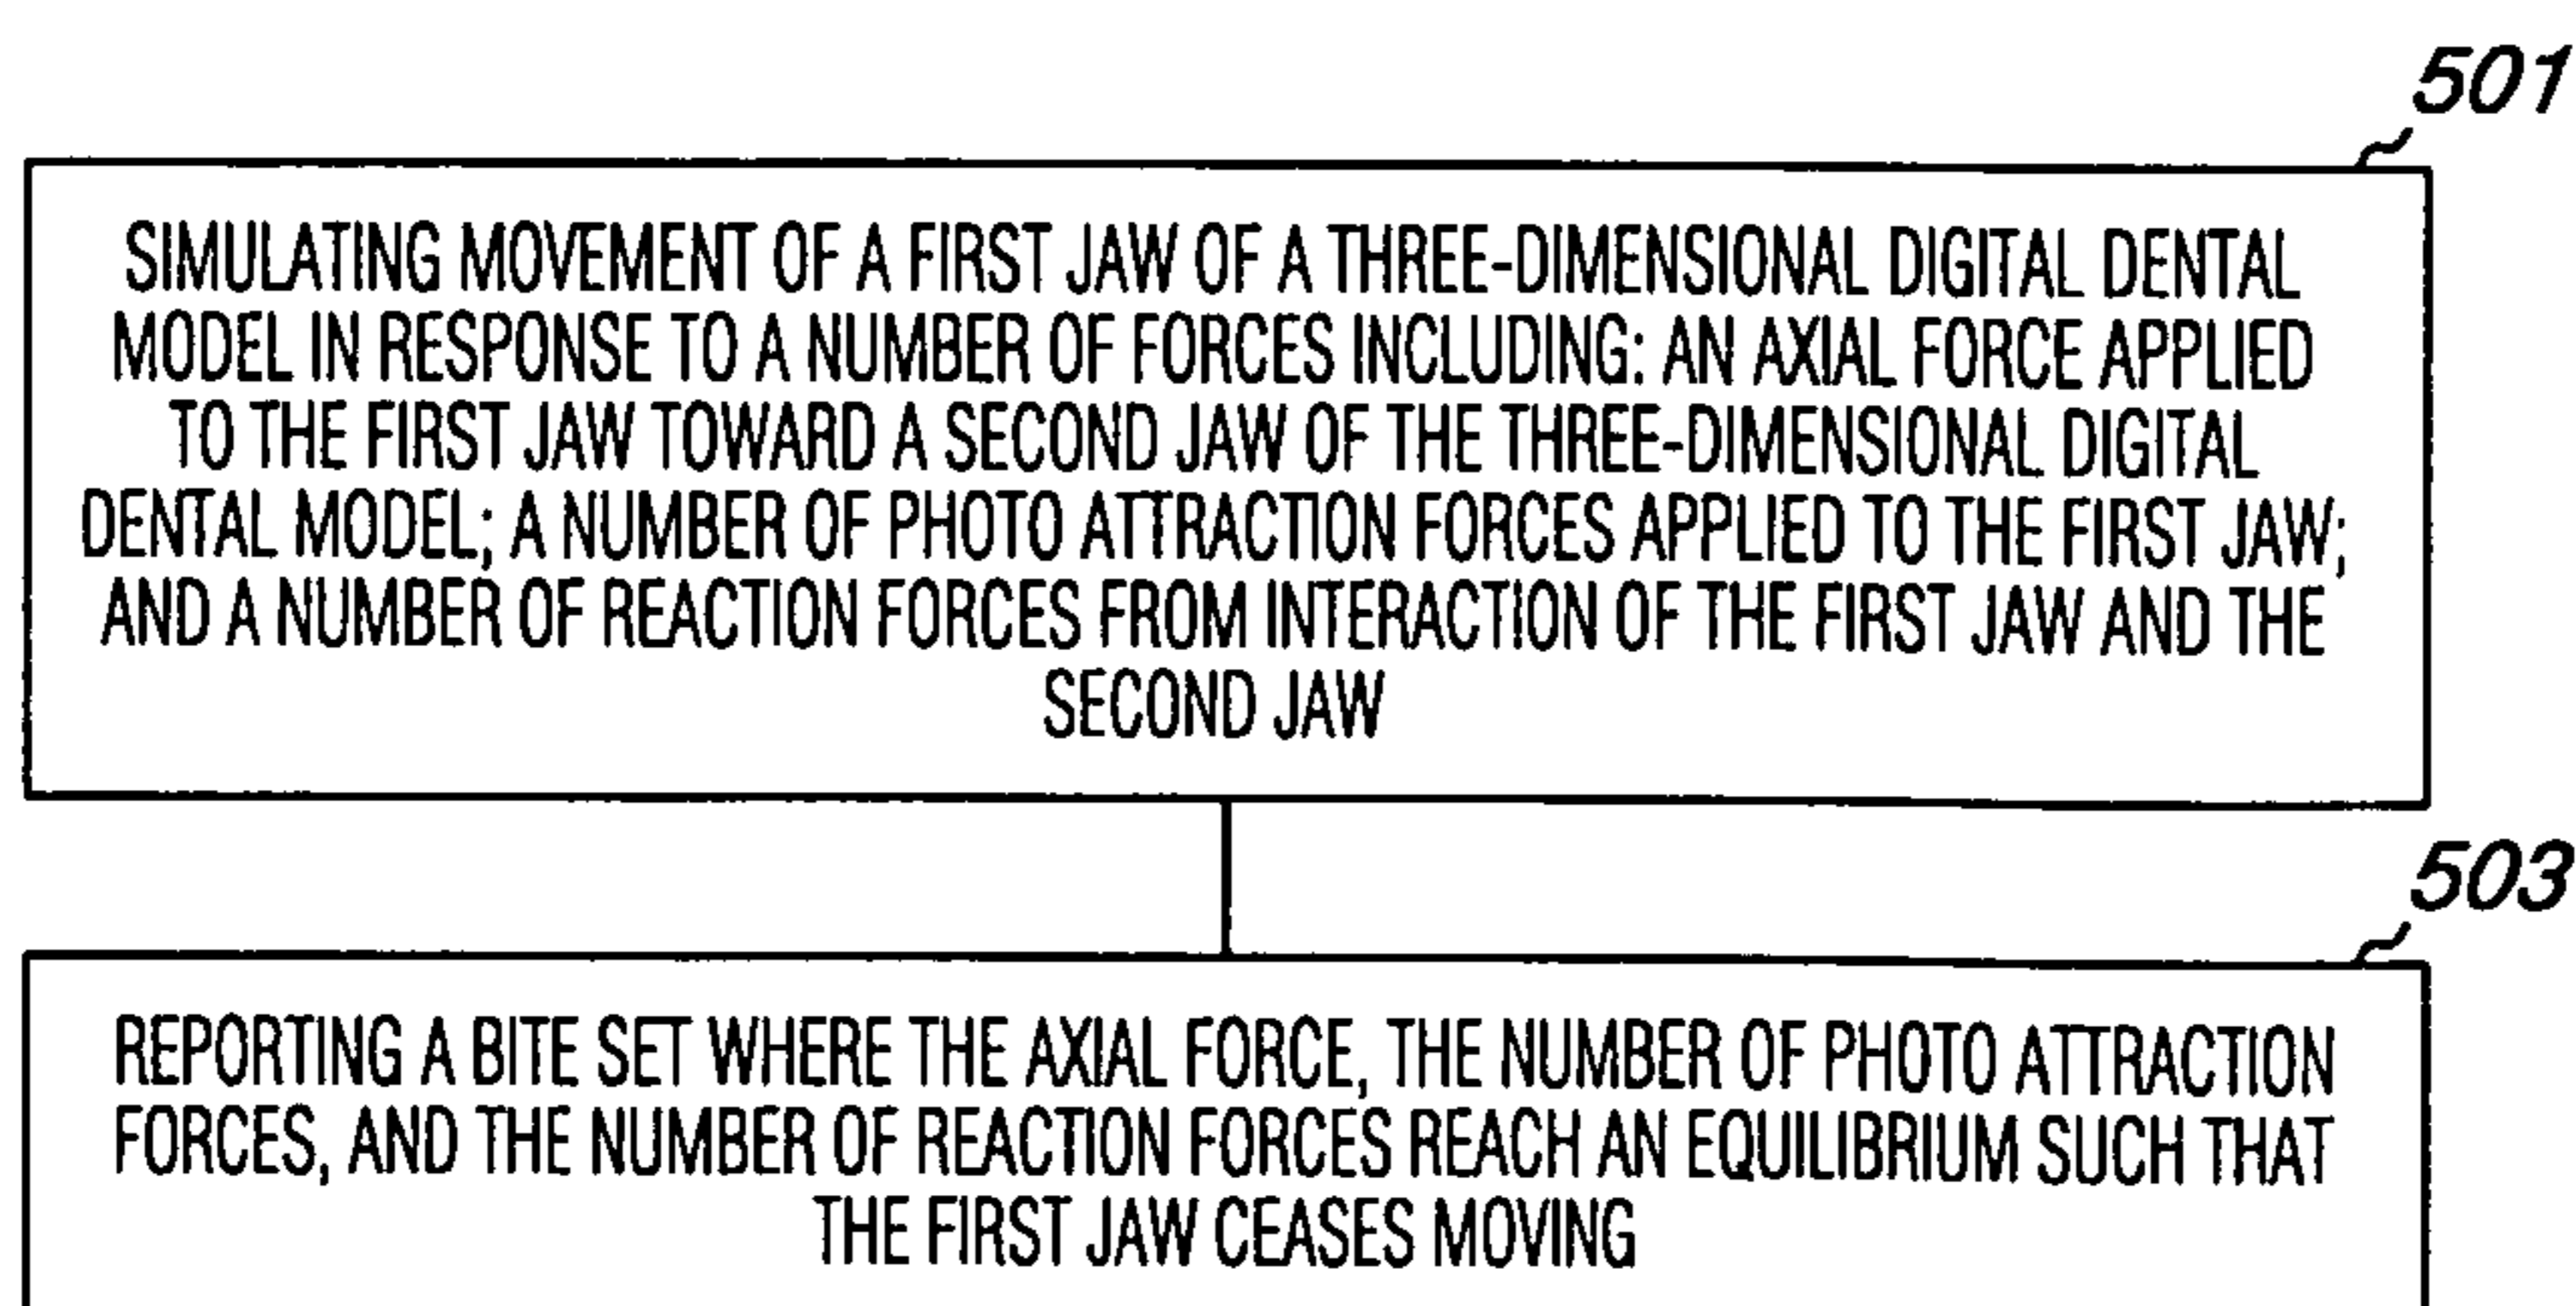 501
SIMULATING MOVEMENT OF A FIRST JAW OF A THREE-DIMENSIONAL DIGITAL DENTAL
MODEL IN RESPONSE TO A NUMBER OF FORCES INCLUDING: AN AXIAL FORCE APPLIED
TO THE FIRST JAW TOWARD A SECOND JAW OF THE THREE-DIMENSIONAL DIGITAL
DENTAL MODEL; A NUMBER OF PHOTO ATTRACTION FORCES APPLIED TO THE FIRST JAW;
AND A NUMBER OF REACTION FORCES FROM INTERACTION OF THE FIRST JAW AND THE
SECOND JAW
503
REPORTING A BITE SET WHERE THE AXIAL FORCE, THE NUMBER OF PHOTO ATTRACTION
FORCES, AND THE NUMBER OF REACTION FORCES REACH AN EQUILIBRIUM SUCH THAT
THE FIRST JAW CEASES MOVING